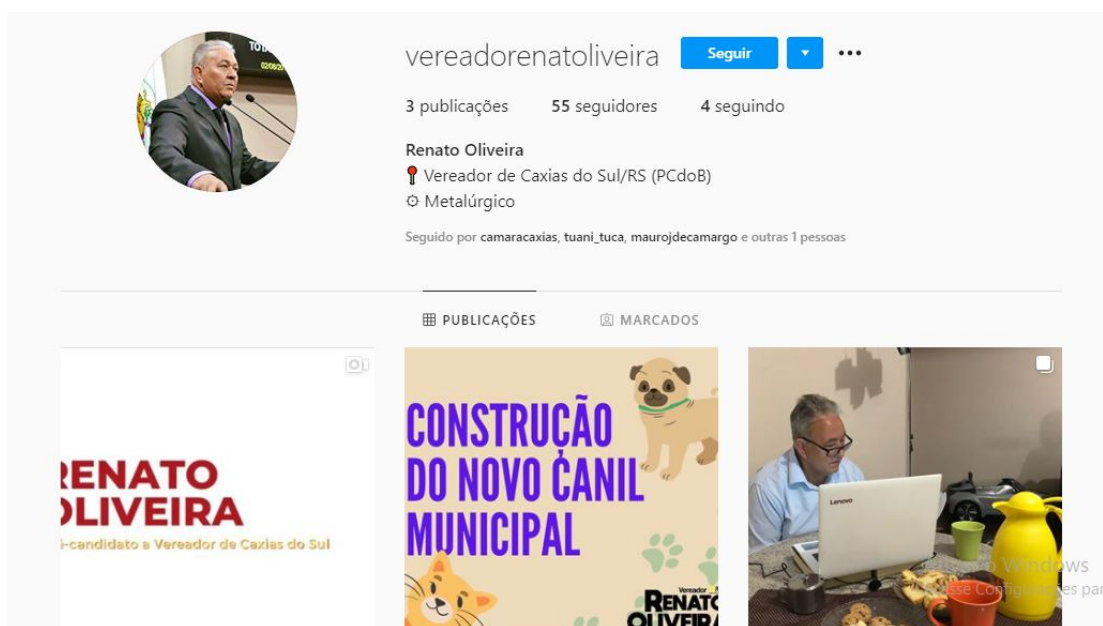 vereadorenatoliveira Seguir
3 publicações 55 seguidores 4 seguindo
Renato Oliveira
Vereador de Caxias do Sul/RS (PCdoB)
Metalúrgico
Seguido por camaracaxias, tuani_tuca, maurojdecamargo e outras 1 pessoas
PUBLICAÇÕES MARCADOS
RENATO
OLIVEIRA
é-candidato a Vereador de Caxias do Sul
CONSTRUÇÃO
DO NOVO CANIL
MUNICIPAL
Vereador
RENATO
OLIVEIRA
Lenovo
Windows